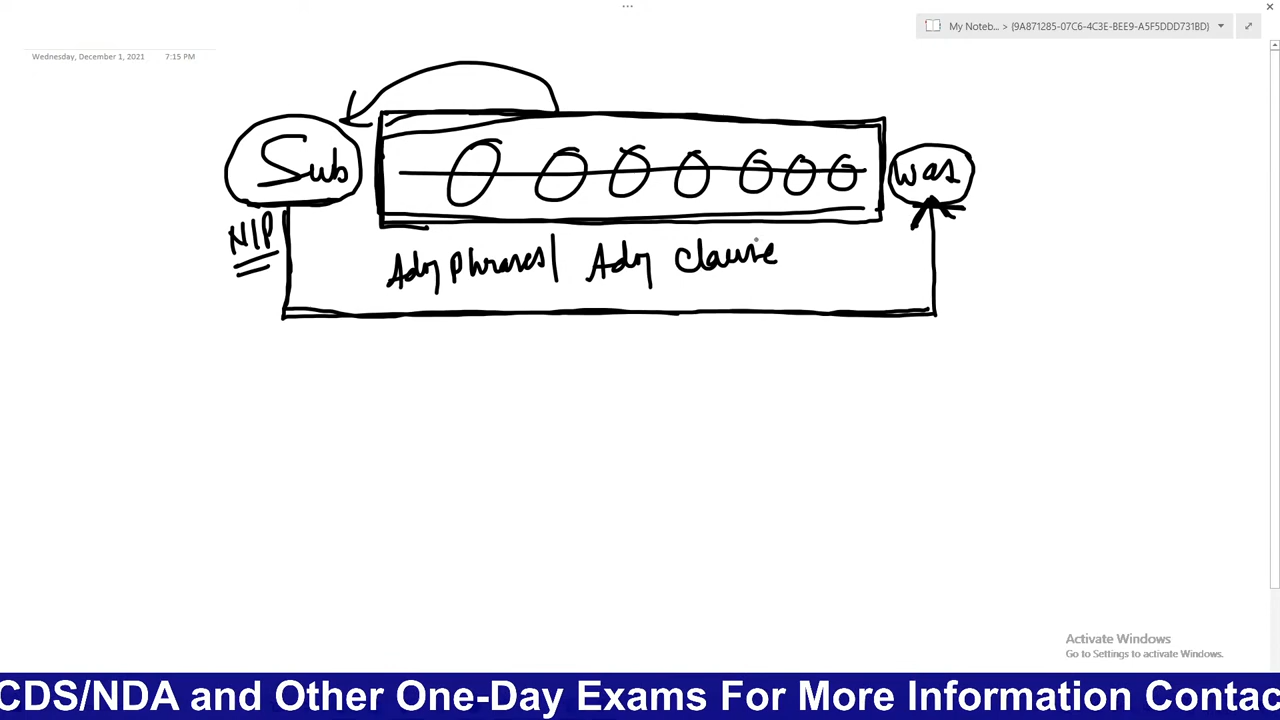 My Noteb... > {9A871285-07C6-4C3E-BEE9-A5F5DDD731BD}
Wednesday, December 1, 2021 7:15 PM
Sub was
N/P
Adj Phrases/ Adj Clause
Activate Windows
Go to Settings to activate Windows.
CDS/NDA and Other One-Day Exams For More Information Contac